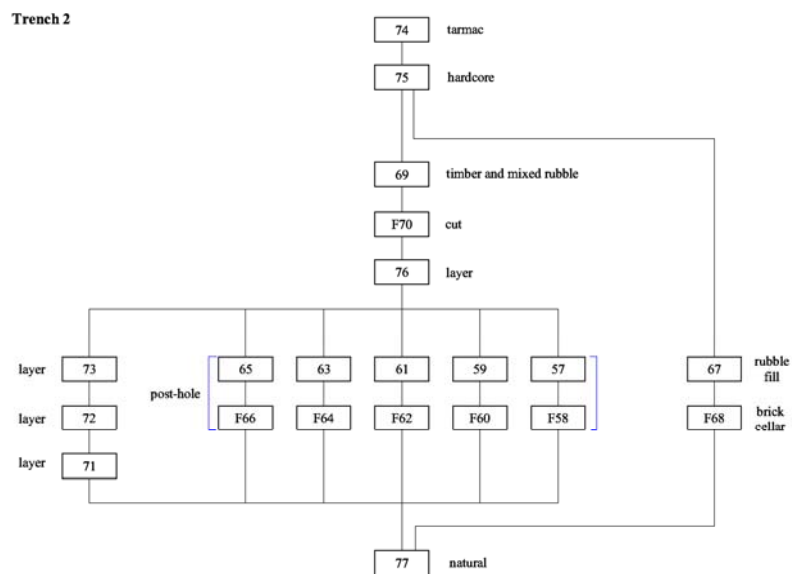 Trench 2
74 tarmac
75 hardcore
69 timber and mixed rubble
F70 cut
76 layer
layer 73 65 63 61 59 57 67 rubble
fill
post-hole
layer 72 F66 F64 F62 F60 F58 F68 brick
cellar
layer 71
77 natural